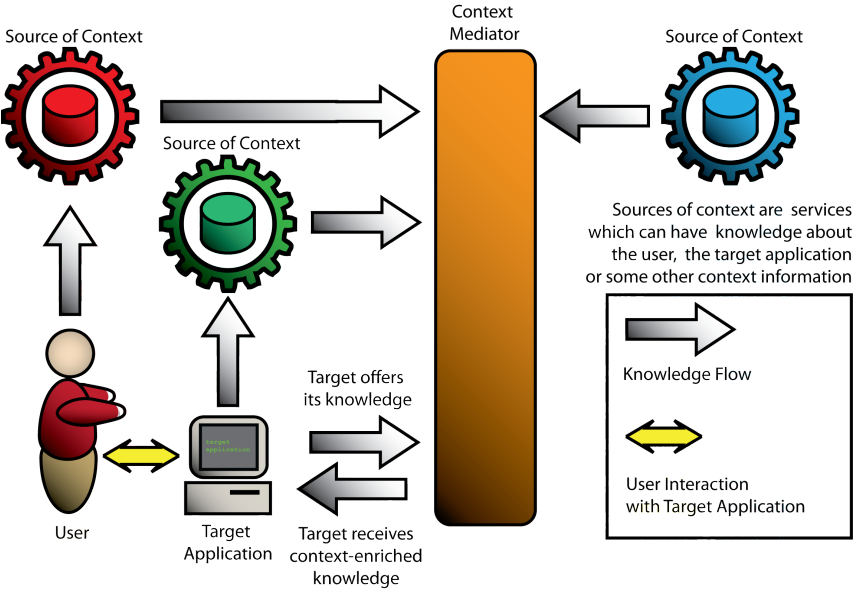 Context
Mediator
Source of Context
Source of Context
Source of Context
Sources of context are services
which can have knowledge about
the user, the target application
or some other context information
Knowledge Flow
User Interaction
with Target Application
Target offers
its knowledge
target
application
User
Target
Application
Target receives
context-enriched
knowledge